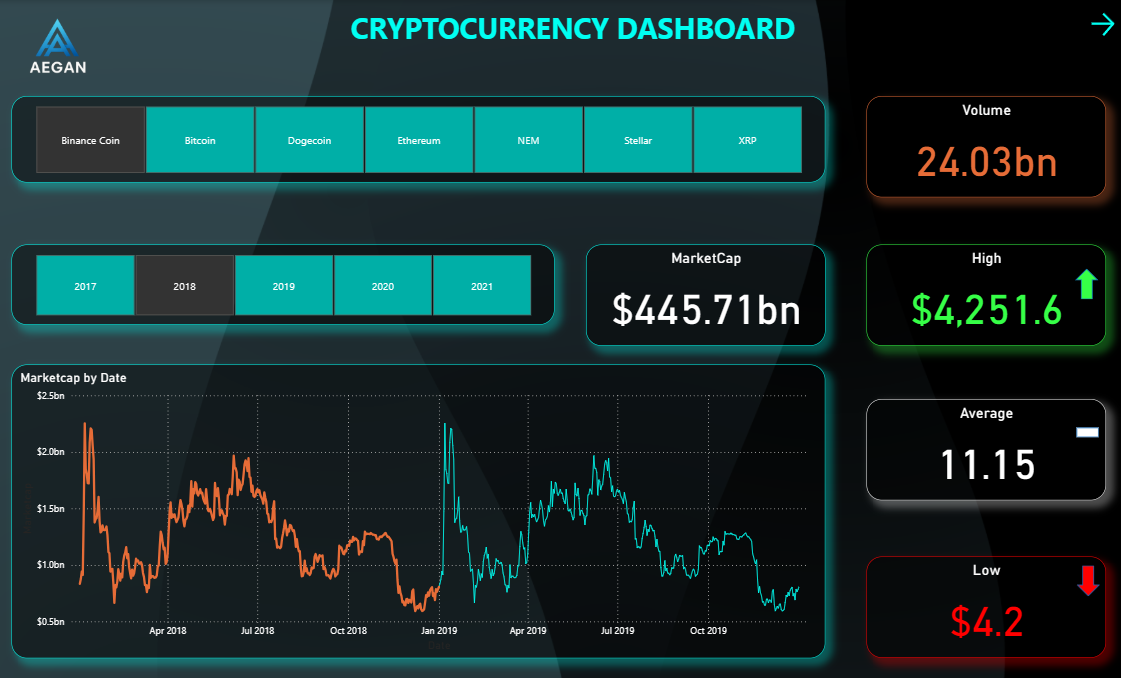 CRYPTOCURRENCY DASHBOARD
AEGAN
Binance Coin
Bitcoin
Dogecoin
Ethereum
NEM
Stellar
XRP
Volume
24.03bn
2017
2018
2019
2020
2021
MarketCap
$445.71bn
High
$4,251.6
Marketcap by Date
$2.5bn
$2.0bn
$1.5bn
$1.0bn
$0.5bn
Apr 2018
Jul 2018
Oct 2018
Jan 2019
Apr 2019
Jul 2019
Oct 2019
Average
11.15
Low
$4.2